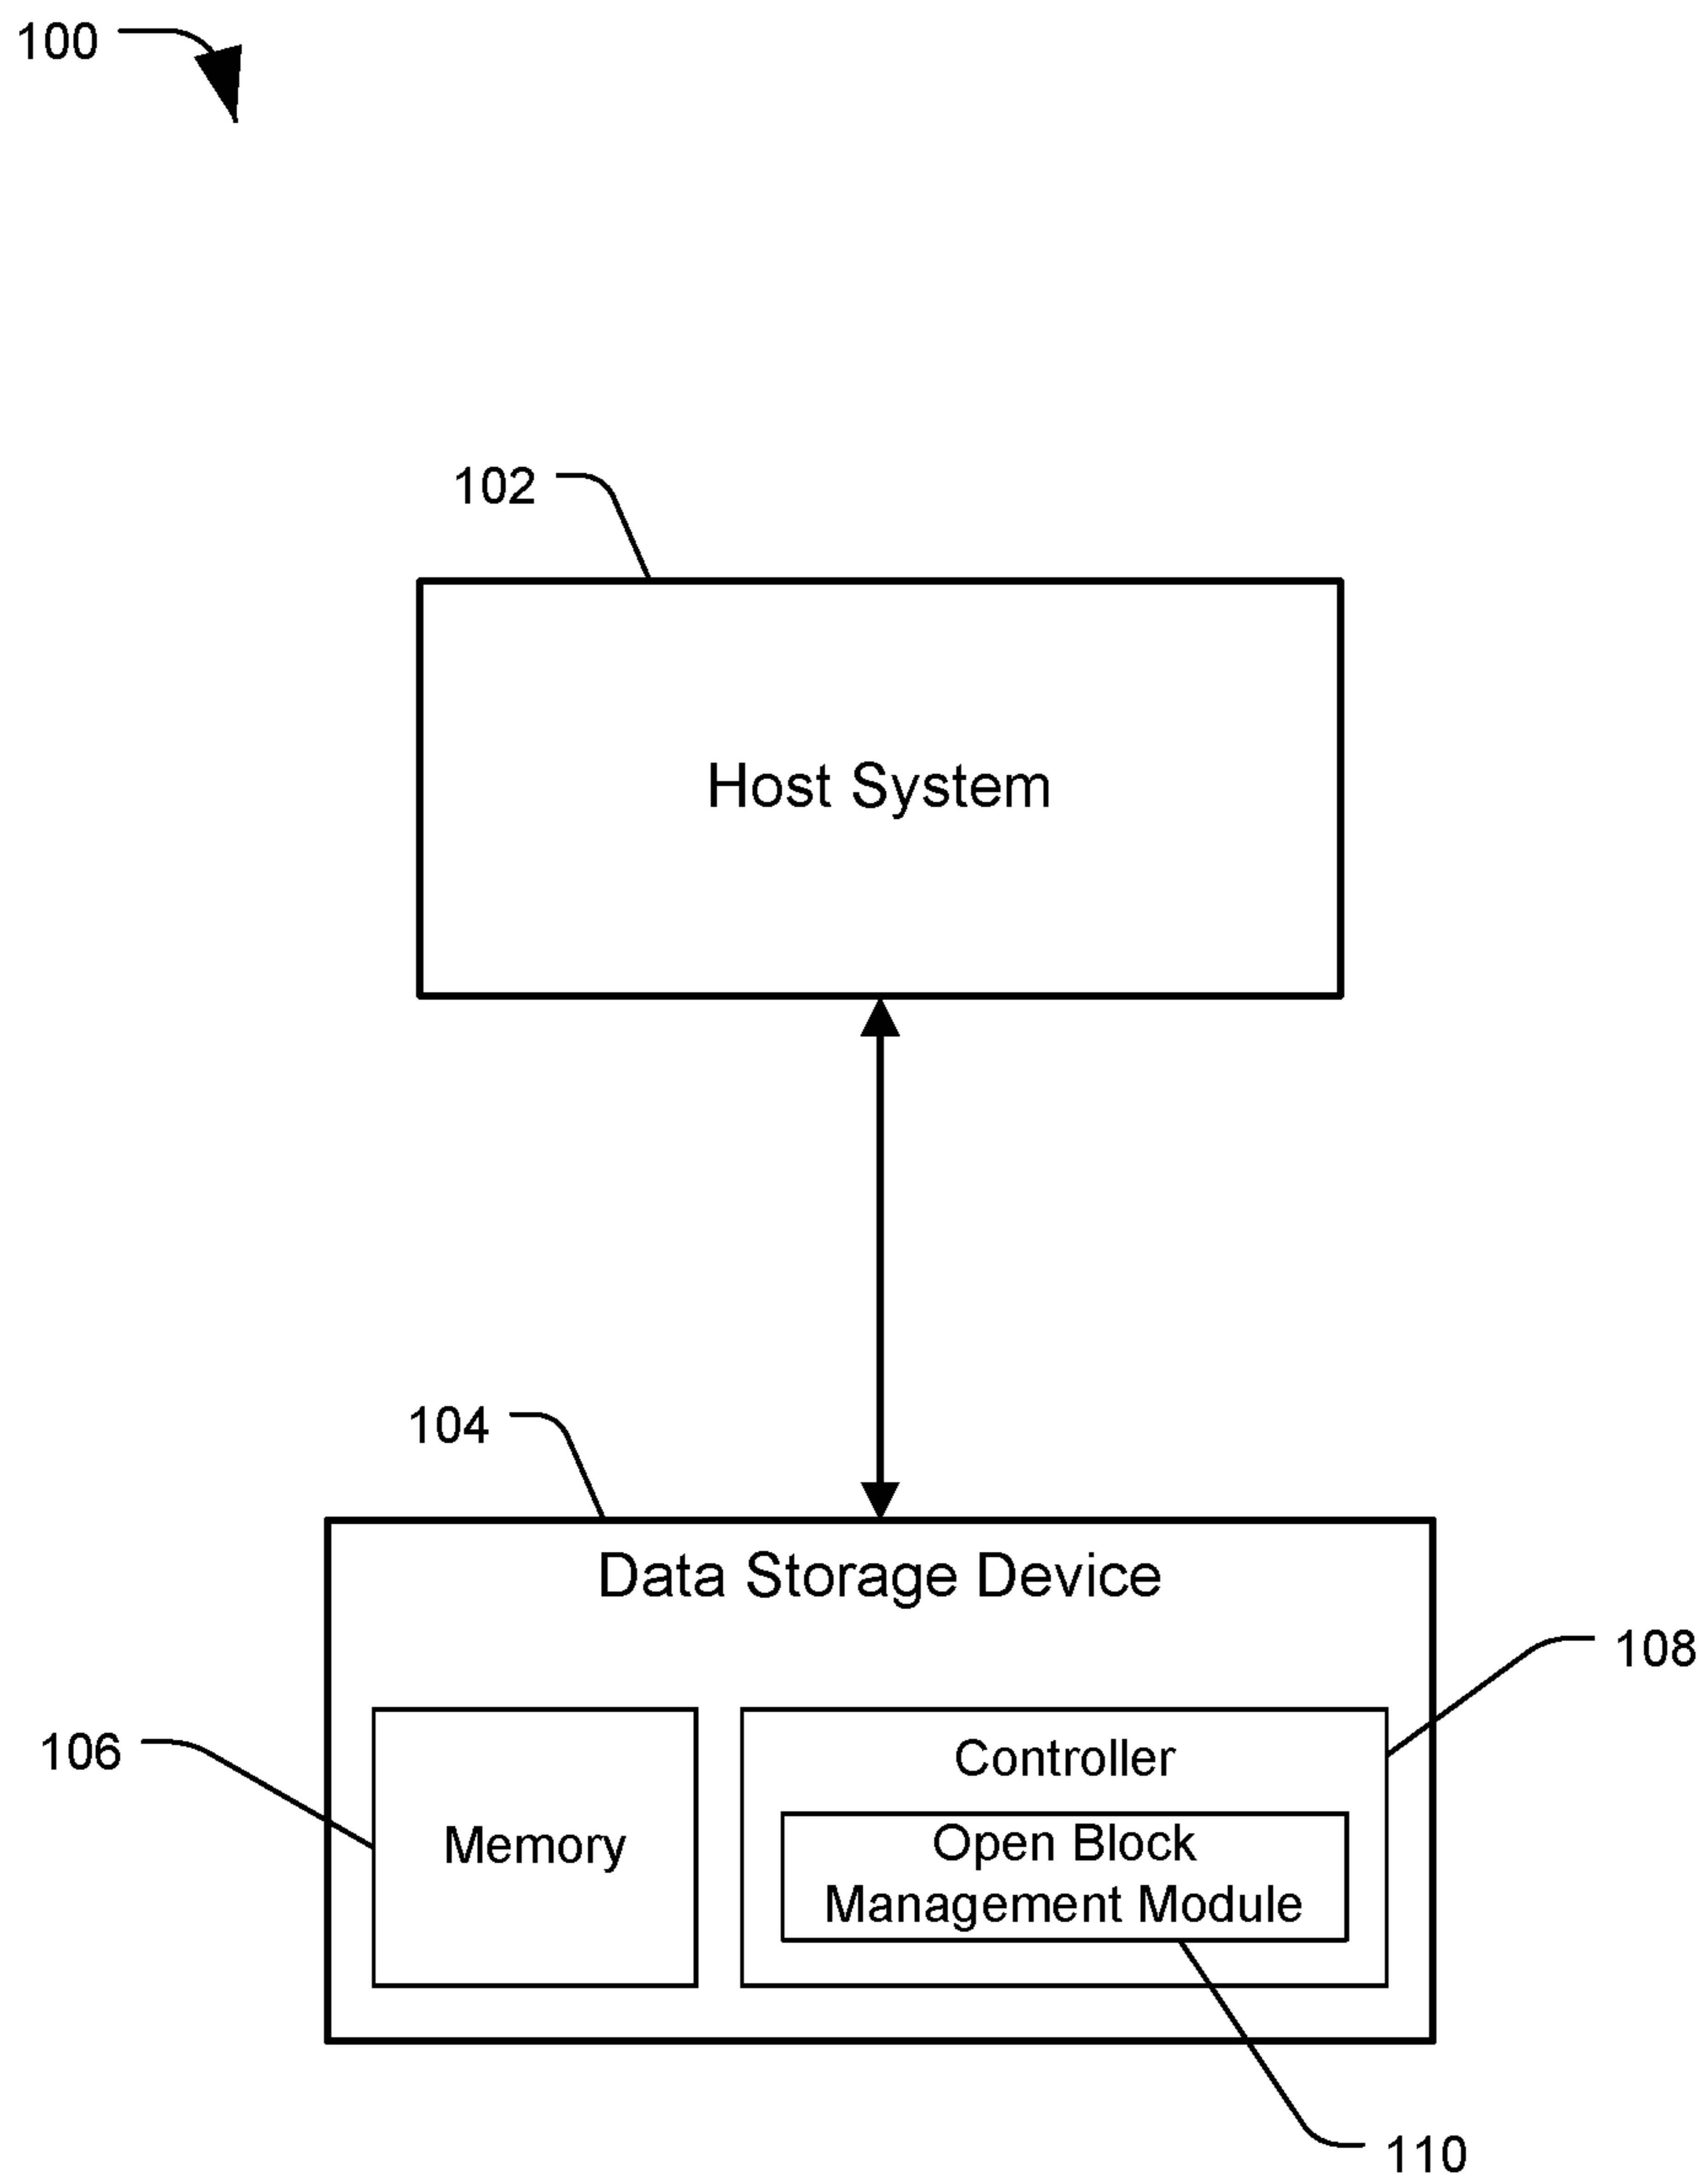 100
102
Host System
104
Data Storage Device
108
106
Controller
Memory
Open Block
Management Module
110